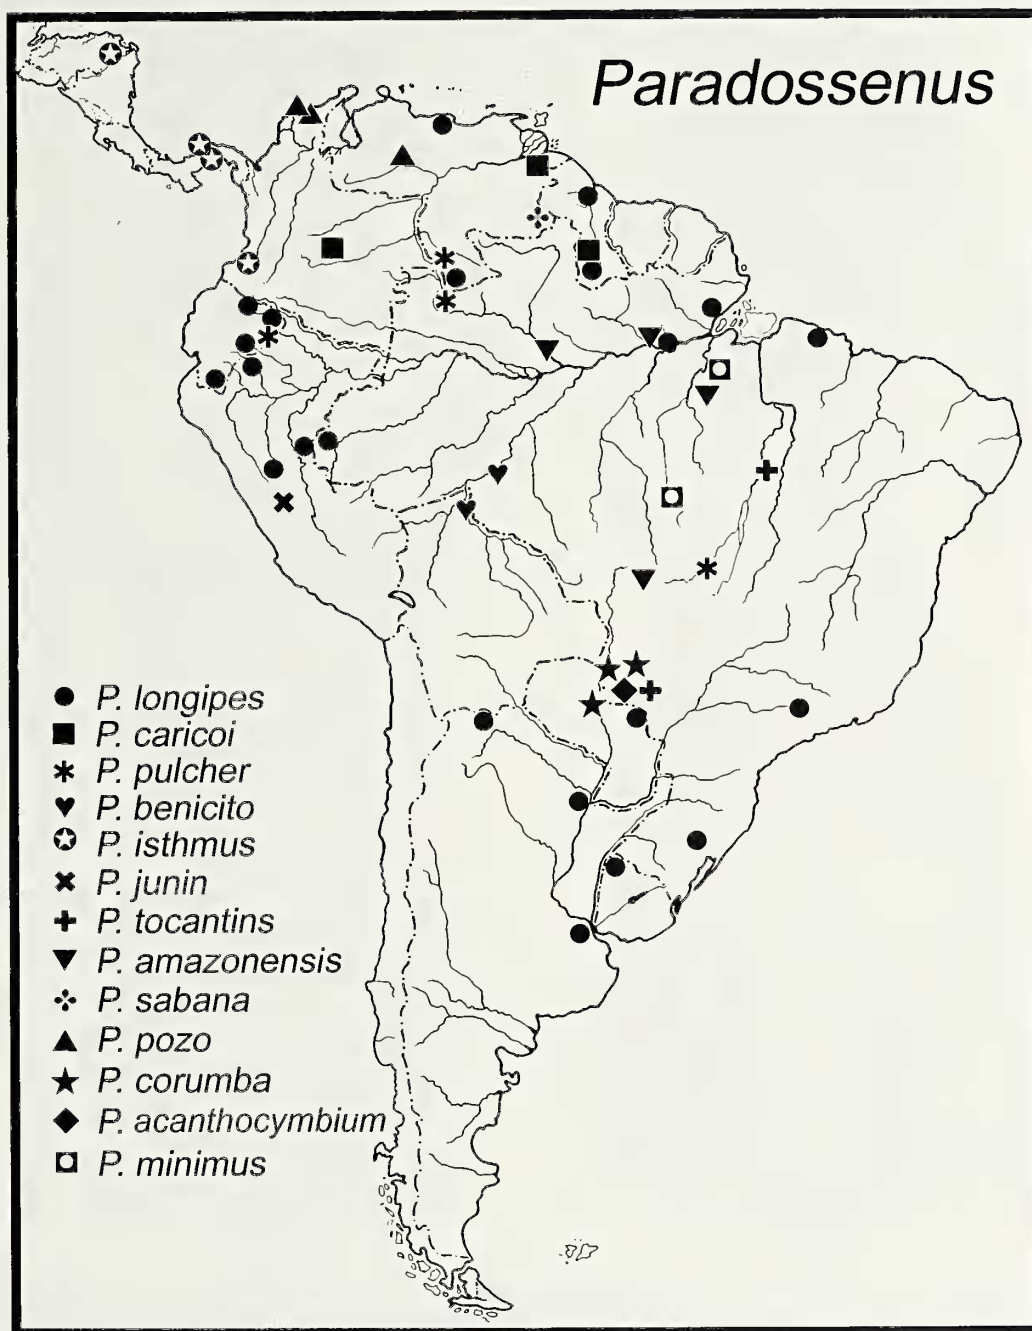 Paradossenus
P. longipes
P. caricoi
P. pulcher
P. benicito
P. isthmus
P. junin
P. tocantins
P. amazonensis
P. sabana
P. pozo
P. corumba
P. acanthocymbium
P. minimus